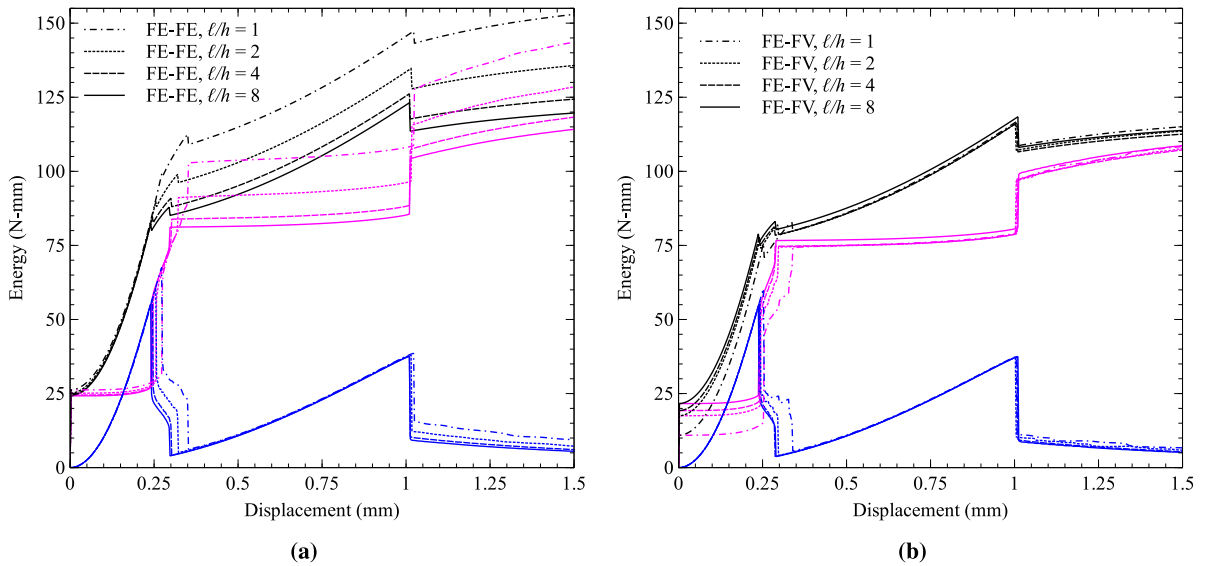 150
125
100
75
50
25
0
Energy (N-mm)
FE-FE, ℓ/h = 1
FE-FE, ℓ/h = 2
FE-FE, ℓ/h = 4
FE-FE, ℓ/h = 8
0 0.25 0.5 0.75 1 1.25 1.5
Displacement (mm)
(a)
150
125
100
75
50
25
0
Energy (N-mm)
FE-FV, ℓ/h = 1
FE-FV, ℓ/h = 2
FE-FV, ℓ/h = 4
FE-FV, ℓ/h = 8
0 0.25 0.5 0.75 1 1.25 1.5
Displacement (mm)
(b)